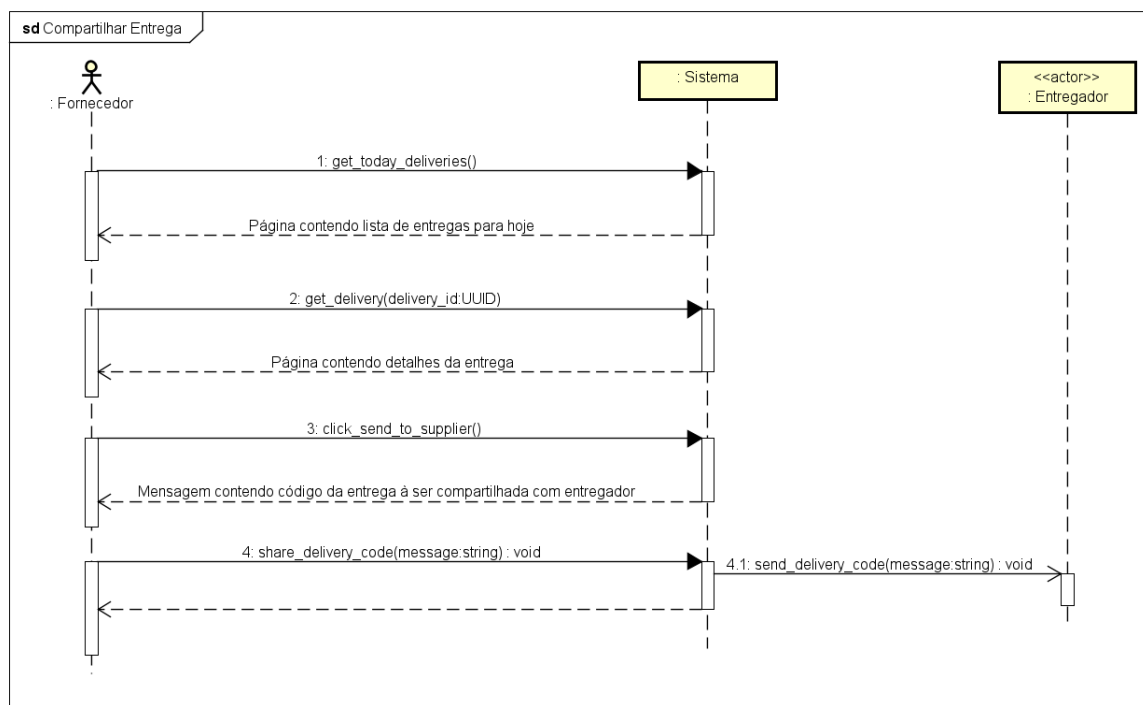 sd Compartilhar Entrega
: Fornecedor
: Sistema
<<actor>>
: Entregador
1: get_today_deliveries()
Página contendo lista de entregas para hoje
2: get_delivery(delivery_id:UUID)
Página contendo detalhes da entrega
3: click_send_to_supplier()
Mensagem contendo código da entrega à ser compartilhada com entregador
4: share_delivery_code(message:string) : void
4.1: send_delivery_code(message:string) : void